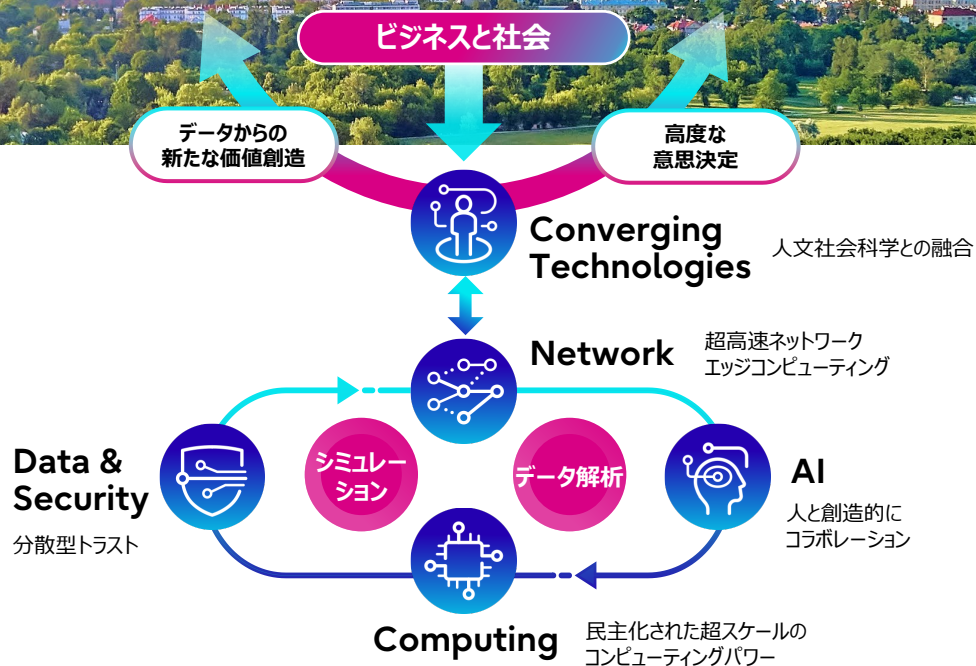 ビジネスと社会
データからの
新たな価値創造
高度な
意思決定
Converging
Technologies
人文社会科学との融合
Network
超高速ネットワーク
エッジコンピューティング
Data &
Security
分散型トラスト
シミュレー
ション
データ解析
AI
人と創造的に
コラボレーション
Computing
民主化された超スケールの
コンピューティングパワー